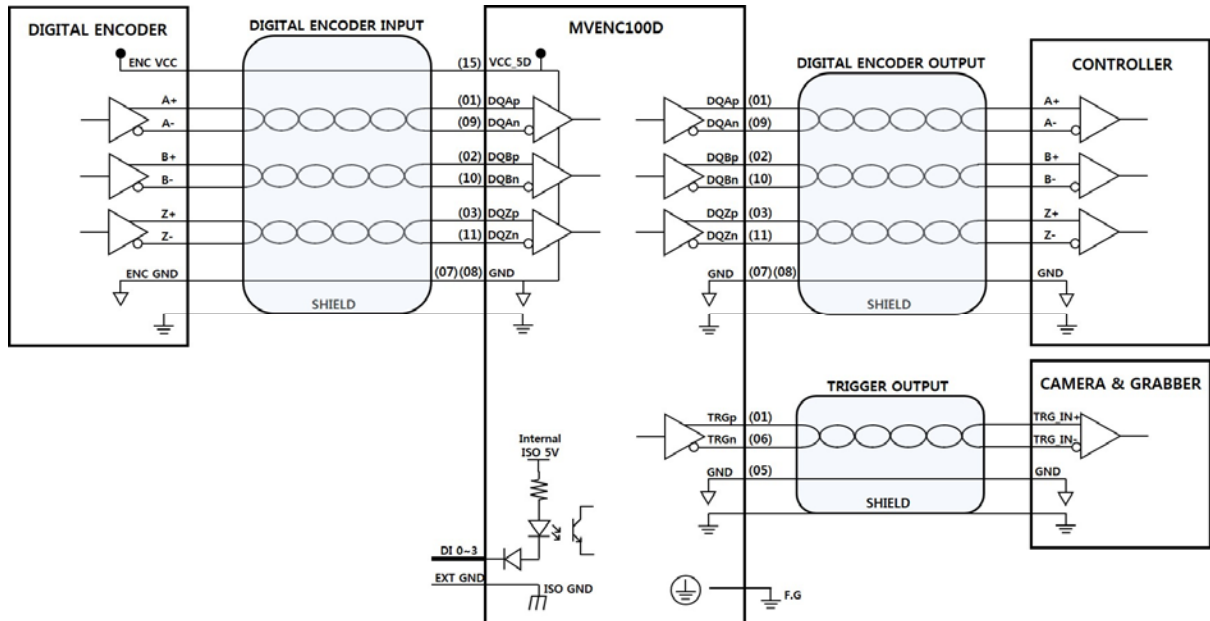 DIGITAL ENCODER
DIGITAL ENCODER INPUT
MVENC100D
DIGITAL ENCODER OUTPUT
CONTROLLER
ENC VCC
(15) VCC_5D
A+
(01) DQAp
DQAp (01)
A+
A-
(09) DQAn
DQAn (09)
A-
B+
(02) DQBp
DQBp (02)
B+
B-
(10) DQBn
DQBn (10)
B-
Z+
(03) DQZp
DQZp (03)
Z+
Z-
(11) DQZn
DQZn (11)
Z-
ENC GND
(07)(08) GND
GND (07)(08)
GND
SHIELD
SHIELD
TRIGGER OUTPUT
CAMERA & GRABBER
TRGp (01)
TRG_IN+
TRGn (06)
TRG_IN-
GND (05)
GND
SHIELD
Internal
ISO 5V
DI 0~3
EXT GND
ISO GND
F.G